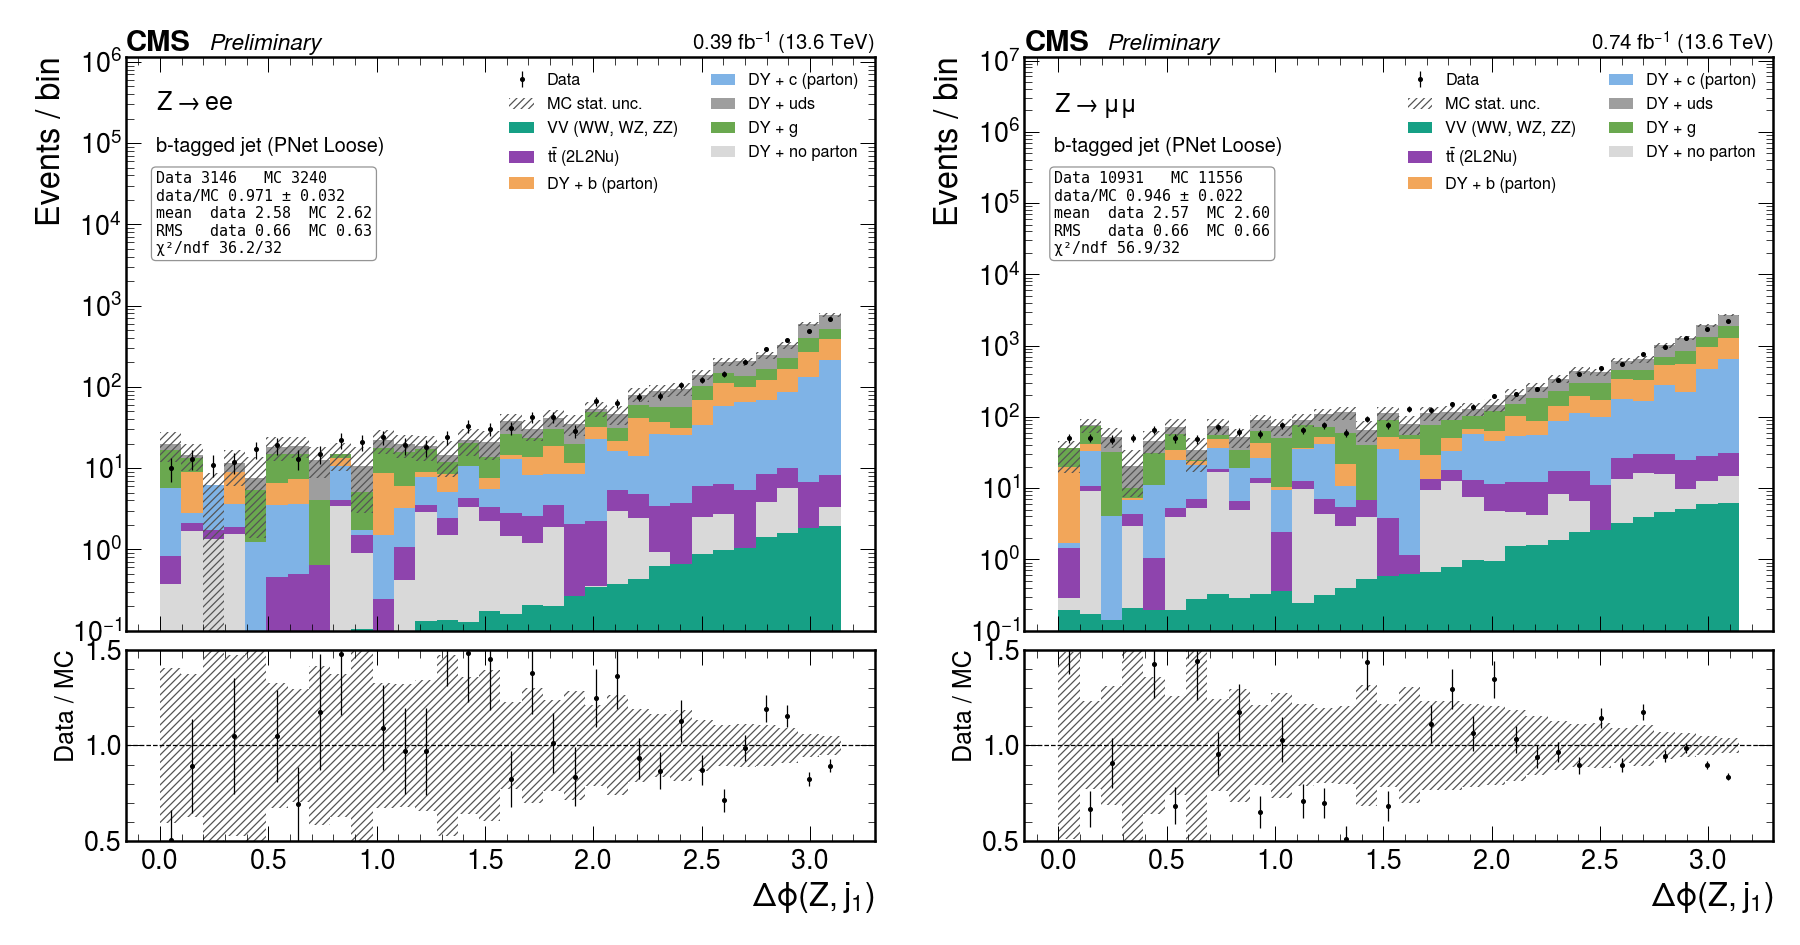 CMS Preliminary 0.39 fb⁻¹ (13.6 TeV)
Events / bin
10⁶
10⁵
10⁴
10³
10²
10¹
10⁰
10⁻¹
Z → ee
b-tagged jet (PNet Loose)
Data 3146 MC 3240
data/MC 0.971 ± 0.032
mean data 2.58 MC 2.62
RMS data 0.66 MC 0.63
χ²/ndf 36.2/32
Data
MC stat. unc.
VV (WW, WZ, ZZ)
tt̄ (2L2Nu)
DY + b (parton)
DY + c (parton)
DY + uds
DY + g
DY + no parton
Data / MC
1.5
1.0
0.5
0.0 0.5 1.0 1.5 2.0 2.5 3.0
Δϕ(Z, j₁)
CMS Preliminary 0.74 fb⁻¹ (13.6 TeV)
Events / bin
10⁷
10⁶
10⁵
10⁴
10³
10²
10¹
10⁰
10⁻¹
Z → μμ
b-tagged jet (PNet Loose)
Data 10931 MC 11556
data/MC 0.946 ± 0.022
mean data 2.57 MC 2.60
RMS data 0.66 MC 0.66
χ²/ndf 56.9/32
Data
MC stat. unc.
VV (WW, WZ, ZZ)
tt̄ (2L2Nu)
DY + b (parton)
DY + c (parton)
DY + uds
DY + g
DY + no parton
Data / MC
1.5
1.0
0.5
0.0 0.5 1.0 1.5 2.0 2.5 3.0
Δϕ(Z, j₁)